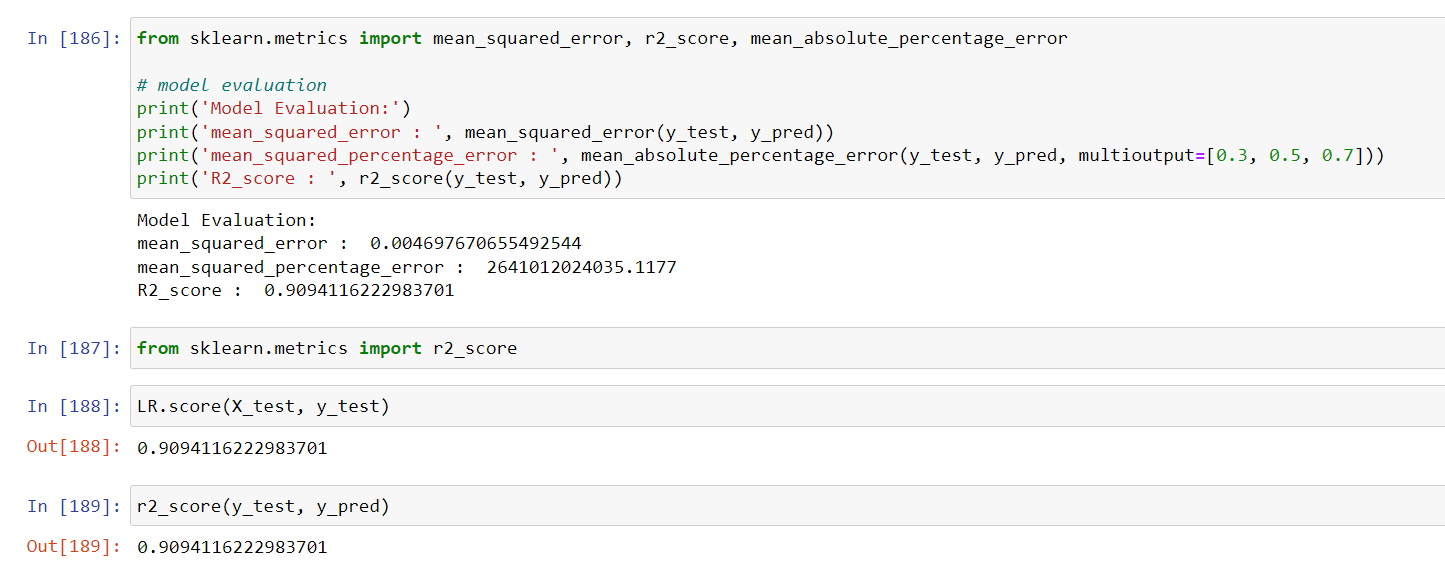 In [186]: from sklearn.metrics import mean_squared_error, r2_score, mean_absolute_percentage_error
# model evaluation
print('Model Evaluation:')
print('mean_squared_error : ', mean_squared_error(y_test, y_pred))
print('mean_squared_percentage_error : ', mean_absolute_percentage_error(y_test, y_pred, multioutput=[0.3, 0.5, 0.7]))
print('R2_score : ', r2_score(y_test, y_pred))
Model Evaluation:
mean_squared_error :  0.004697670655492544
mean_squared_percentage_error :  2641012024035.1177
R2_score :  0.9094116222983701
In [187]: from sklearn.metrics import r2_score
In [188]: LR.score(X_test, y_test)
Out[188]: 0.9094116222983701
In [189]: r2_score(y_test, y_pred)
Out[189]: 0.9094116222983701